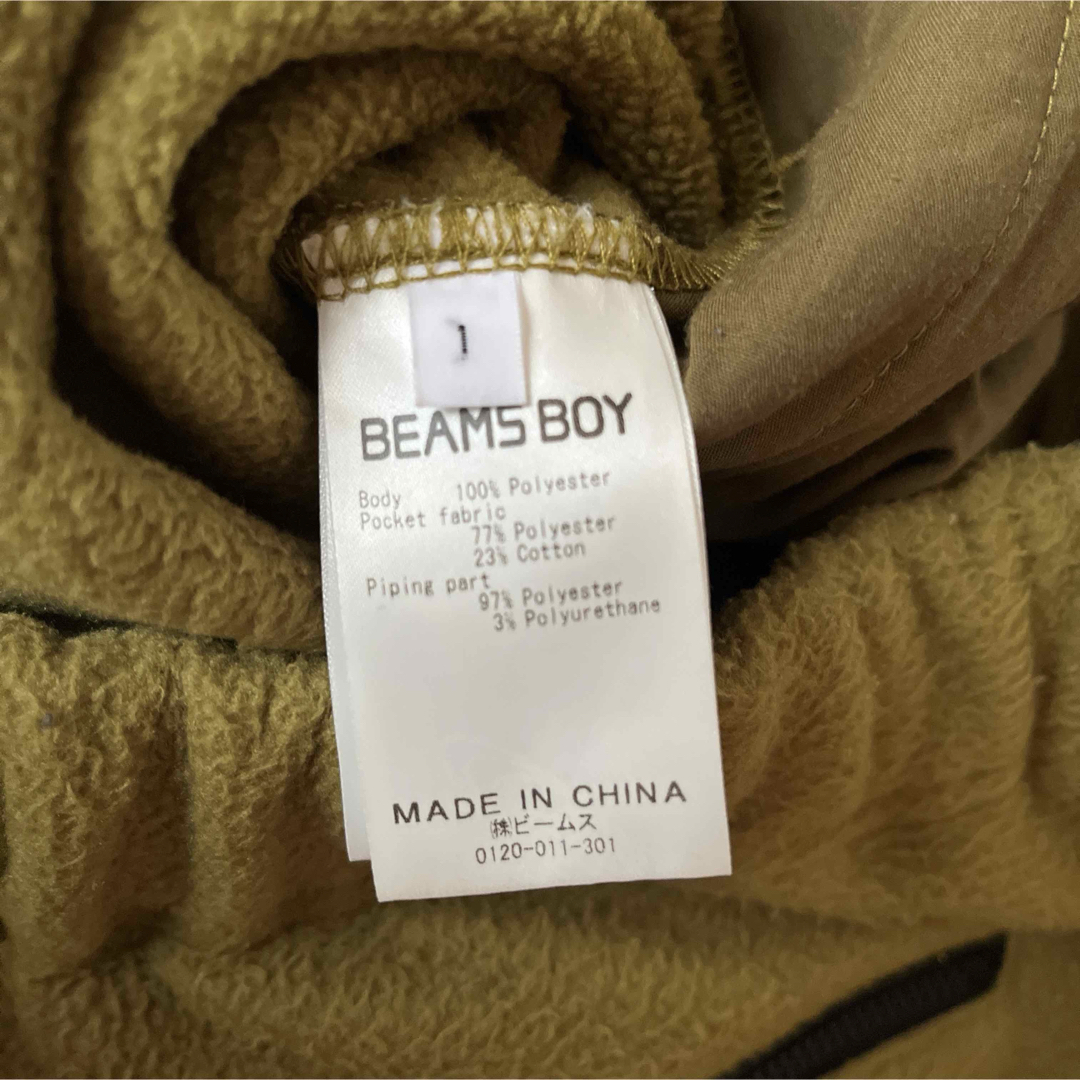 1
BEAMS BOY
Body 100% Polyester
Pocket fabric
77% Polyester
23% Cotton
Piping part
97% Polyester
3% Polyurethane
MADE IN CHINA
㈱ビームス
0120-011-301